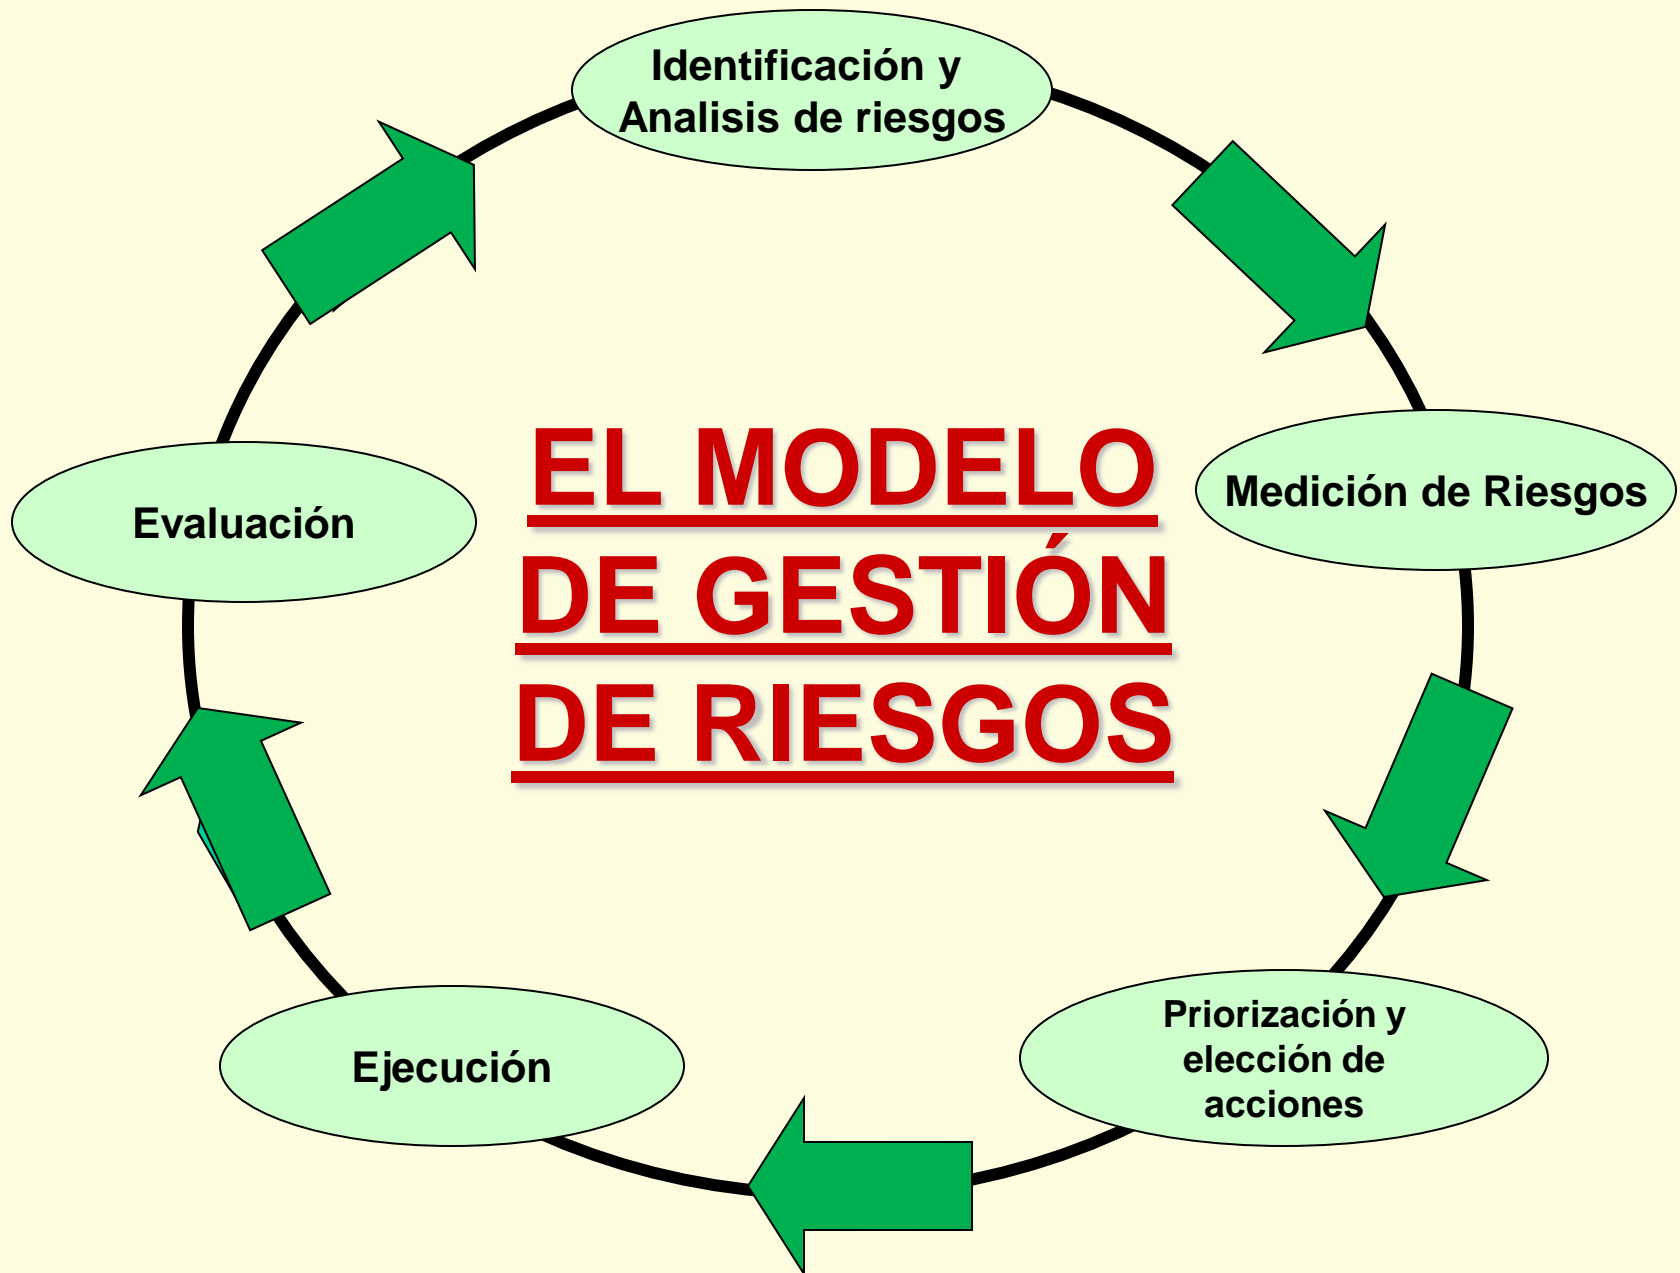 Identificación y
Analisis de riesgos
EL MODELO
DE GESTIÓN
DE RIESGOS
Medición de Riesgos
Evaluación
Priorización y
elección de
acciones
Ejecución